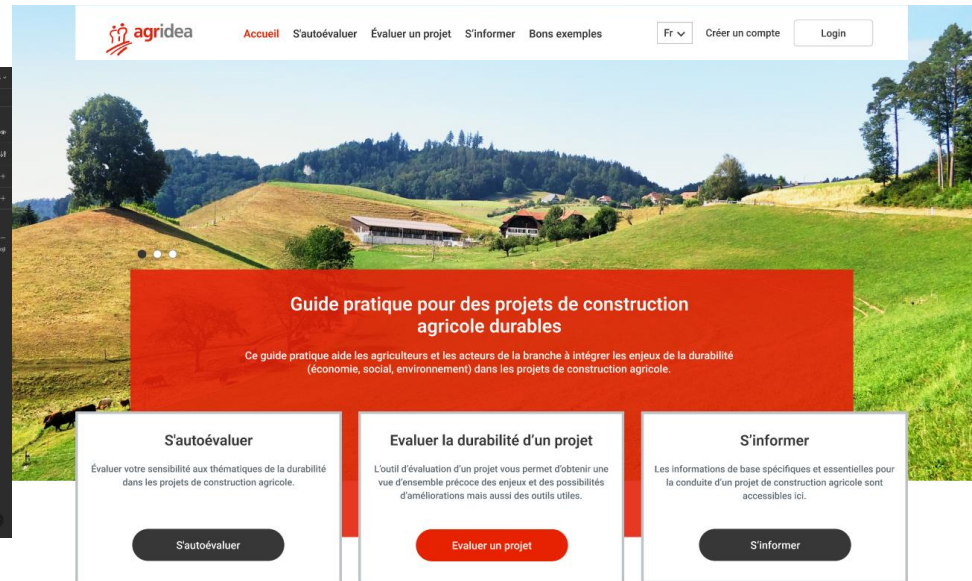 agridea
Accueil S'autoévaluer Évaluer un projet S'informer Bons exemples Fr Créer un compte Login
Guide pratique pour des projets de construction
agricole durables
Ce guide pratique aide les agriculteurs et les acteurs de la branche à intégrer les enjeux de la durabilité
(économie, social, environnement) dans les projets de construction agricole.
S'autoévaluer
Évaluer votre sensibilité aux thématiques de la durabilité
dans les projets de construction agricole.
S'autoévaluer
Evaluer la durabilité d'un projet
L'outil d'évaluation d'un projet vous permet d'obtenir une
vue d'ensemble précoce des enjeux et des possibilités
d'améliorations mais aussi des outils utiles.
Evaluer un projet
S'informer
Les informations de base spécifiques et essentielles pour
la conduite d'un projet de construction agricole sont
accessibles ici.
S'informer